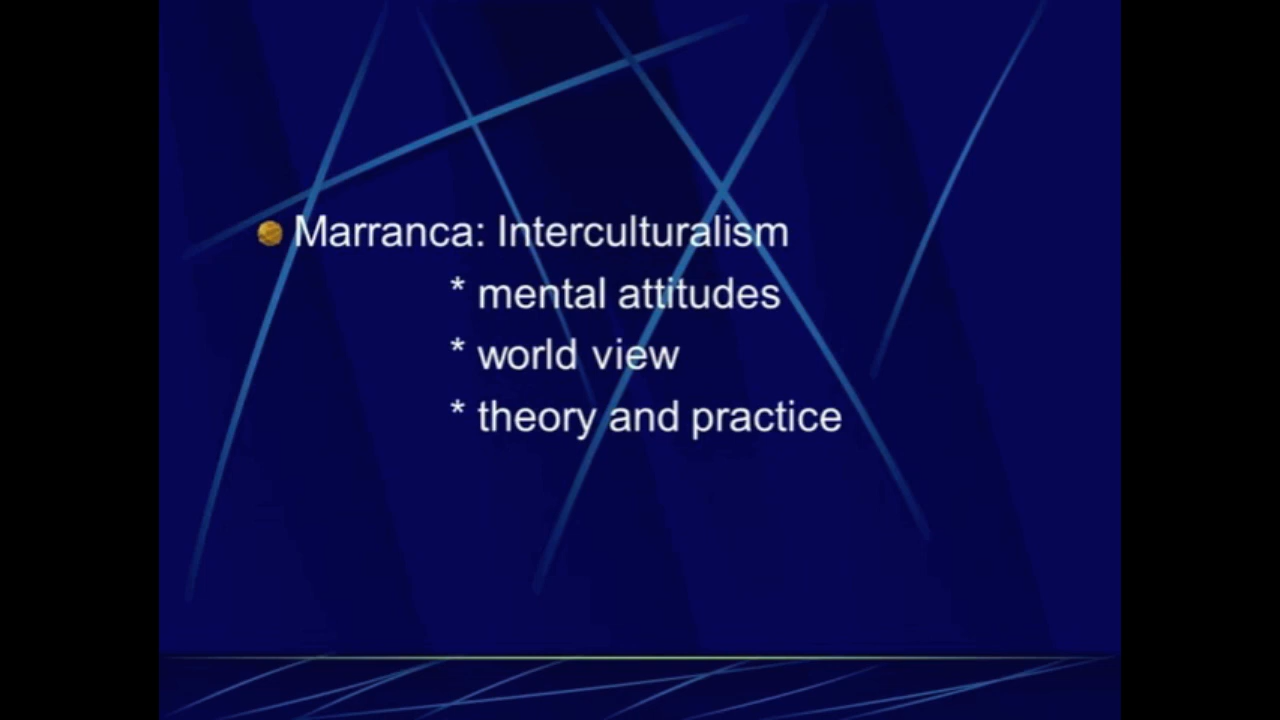 Marranca: Interculturalism
* mental attitudes
* world view
* theory and practice